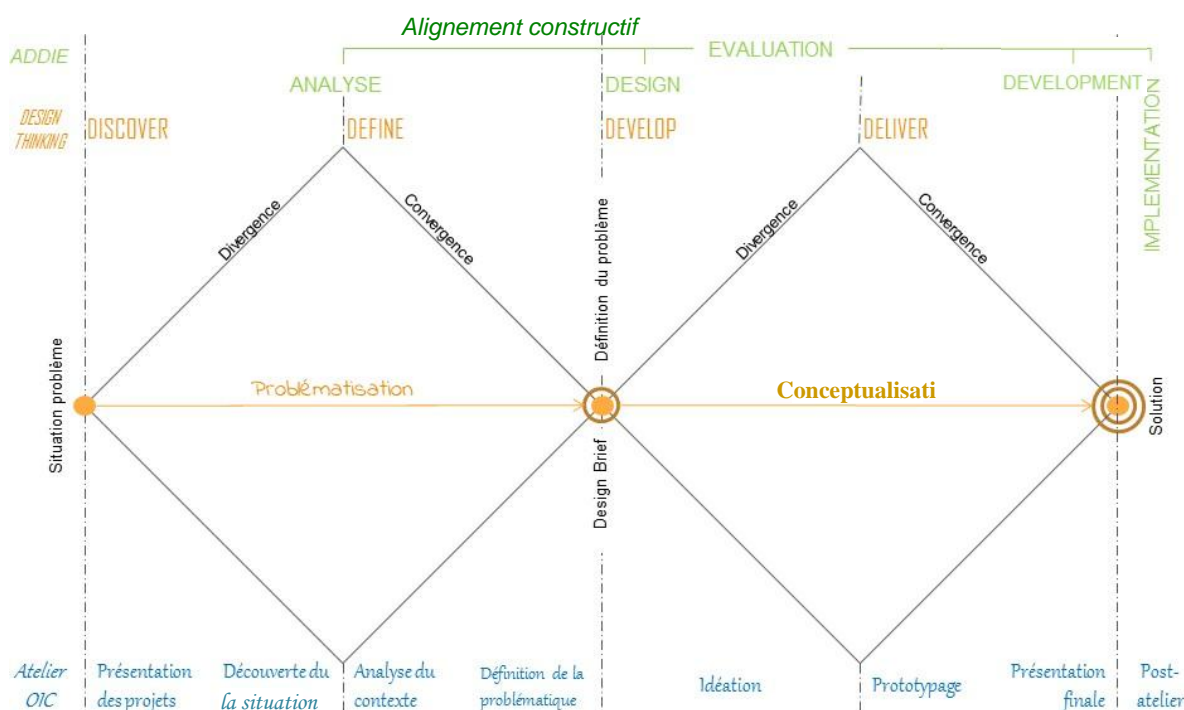 Alignement constructif
ADDIE
EVALUATION
ANALYSE
DESIGN
DEVELOPMENT
IMPLEMENTATION
DESIGN
THINKING
DISCOVER
DEFINE
DEVELOP
DELIVER
Divergence
Convergence
Divergence
Convergence
Situation problème
Problématisation
Définition du problème
Design Brief
Conceptualisati
Solution
Atelier
OIC
Présentation
des projets
Découverte du
la situation
Analyse du
contexte
Définition de la
problématique
Idéation
Prototypage
Présentation
finale
Post-
atelier